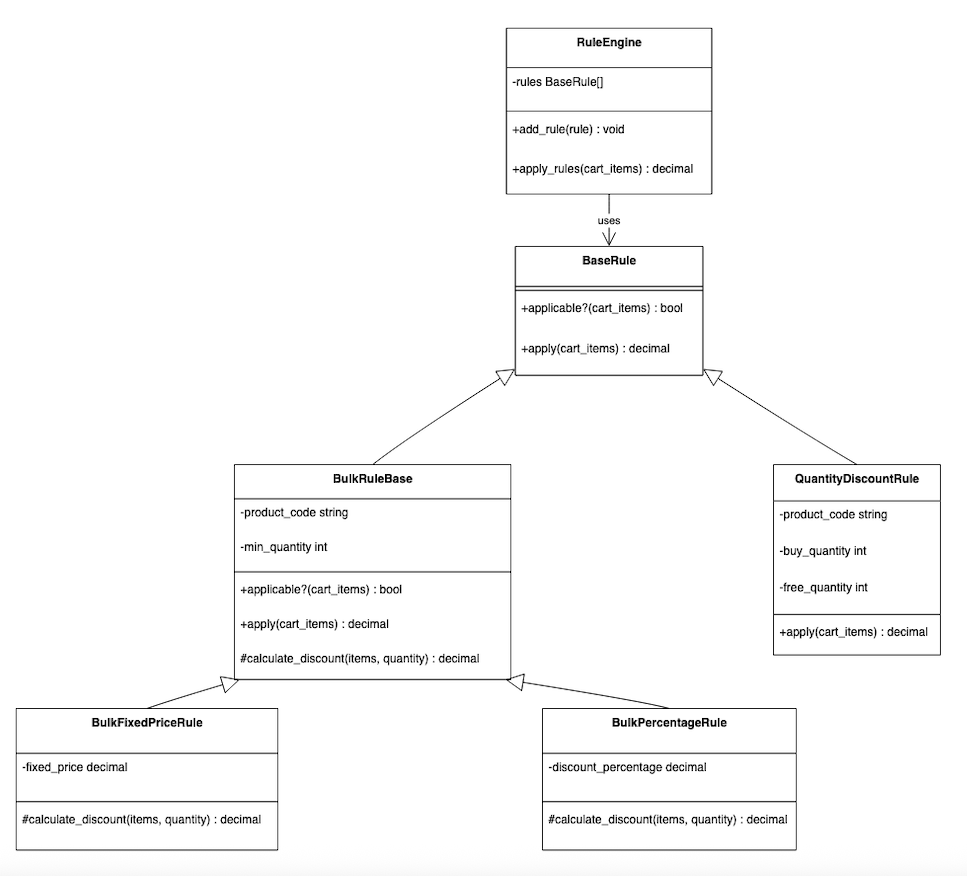 RuleEngine
-rules BaseRule[]
+add_rule(rule) : void
+apply_rules(cart_items) : decimal
uses
BaseRule
+applicable?(cart_items) : bool
+apply(cart_items) : decimal
BulkRuleBase
-product_code string
-min_quantity int
+applicable?(cart_items) : bool
+apply(cart_items) : decimal
#calculate_discount(items, quantity) : decimal
QuantityDiscountRule
-product_code string
-buy_quantity int
-free_quantity int
+apply(cart_items) : decimal
BulkFixedPriceRule
-fixed_price decimal
#calculate_discount(items, quantity) : decimal
BulkPercentageRule
-discount_percentage decimal
#calculate_discount(items, quantity) : decimal